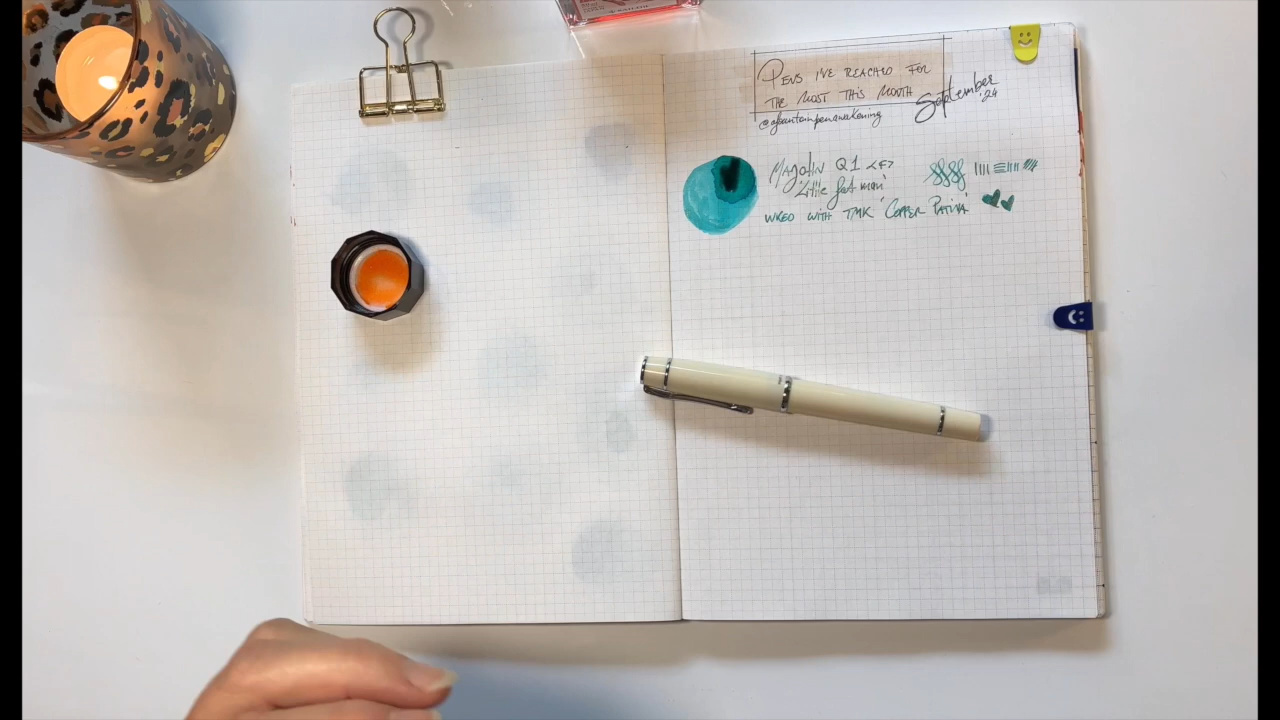 PENS I'VE REACHED FOR
THE MOST THIS MONTH
September '24
@afountainpenawakening
MAJOHN Q1 <F>
'Little fat man'
INKED WITH TMK 'COPPER PATINA'